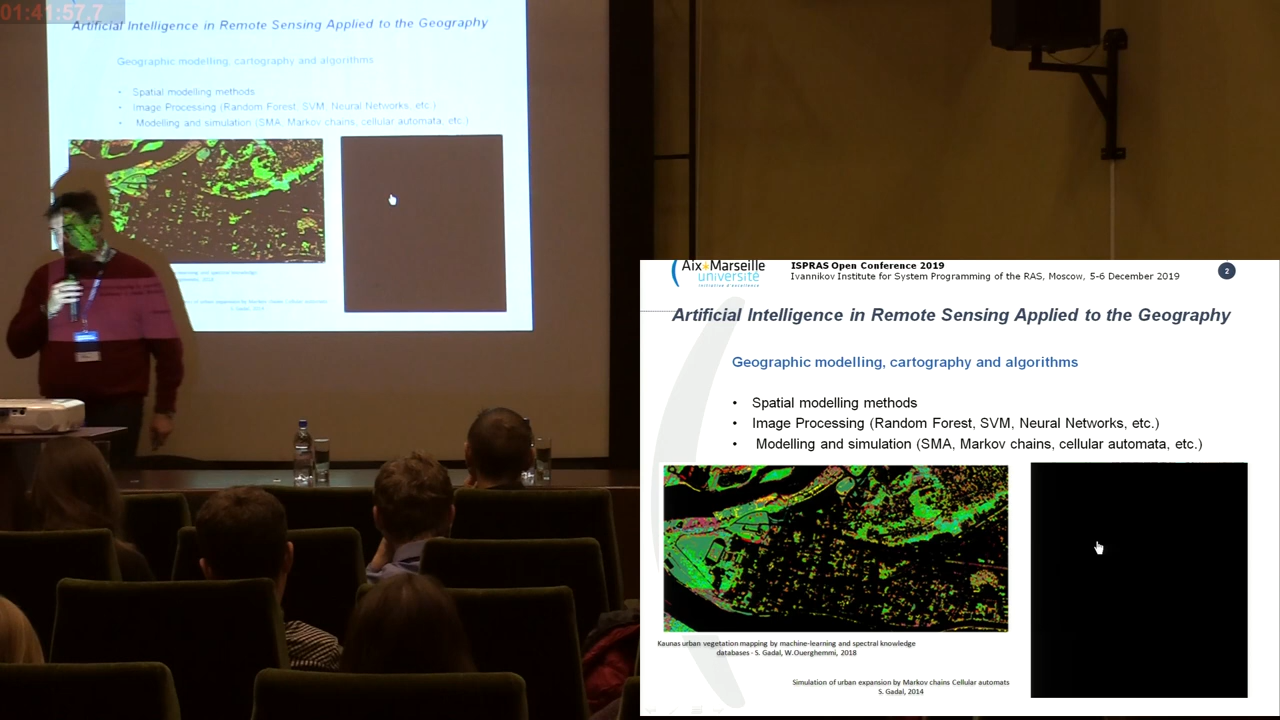 01:41:57.7
Artificial Intelligence in Remote Sensing Applied to the Geography
Geographic modelling, cartography and algorithms
• Spatial modelling methods
• Image Processing (Random Forest, SVM, Neural Networks, etc.)
• Modelling and simulation (SMA, Markov chains, cellular automata, etc.)
S. Gadal, 2014
Aix*Marseille
université
Initiative d'excellence
ISPRAS Open Conference 2019
Ivannikov Institute for System Programming of the RAS, Moscow, 5-6 December 2019
2
Artificial Intelligence in Remote Sensing Applied to the Geography
Geographic modelling, cartography and algorithms
• Spatial modelling methods
• Image Processing (Random Forest, SVM, Neural Networks, etc.)
• Modelling and simulation (SMA, Markov chains, cellular automata, etc.)
Kaunas urban vegetation mapping by machine-learning and spectral knowledge
databases - S. Gadal, W.Ouerghemmi, 2018
Simulation of urban expansion by Markov chains Cellular automats
S. Gadal, 2014